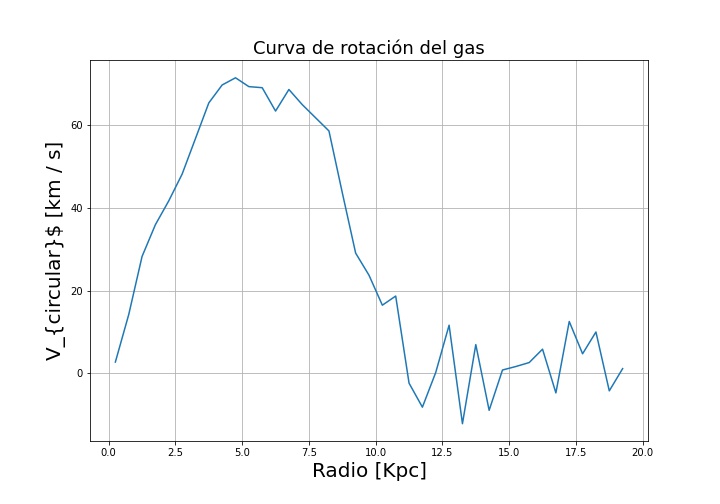 Curva de rotación del gas
V_{circular}$ [km / s]
60
40
20
0
0.0 2.5 5.0 7.5 10.0 12.5 15.0 17.5 20.0
Radio [Kpc]